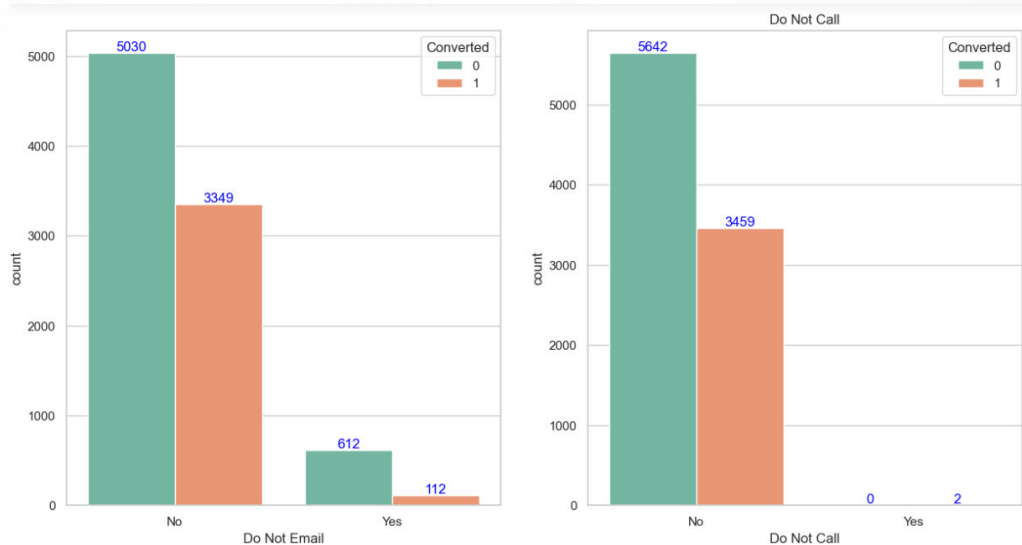 Do Not Call
5030
3349
612
112
Converted
0
1
5000
4000
3000
2000
1000
0
count
No
Yes
Do Not Email
5642
3459
0
2
Converted
0
1
5000
4000
3000
2000
1000
0
count
No
Yes
Do Not Call